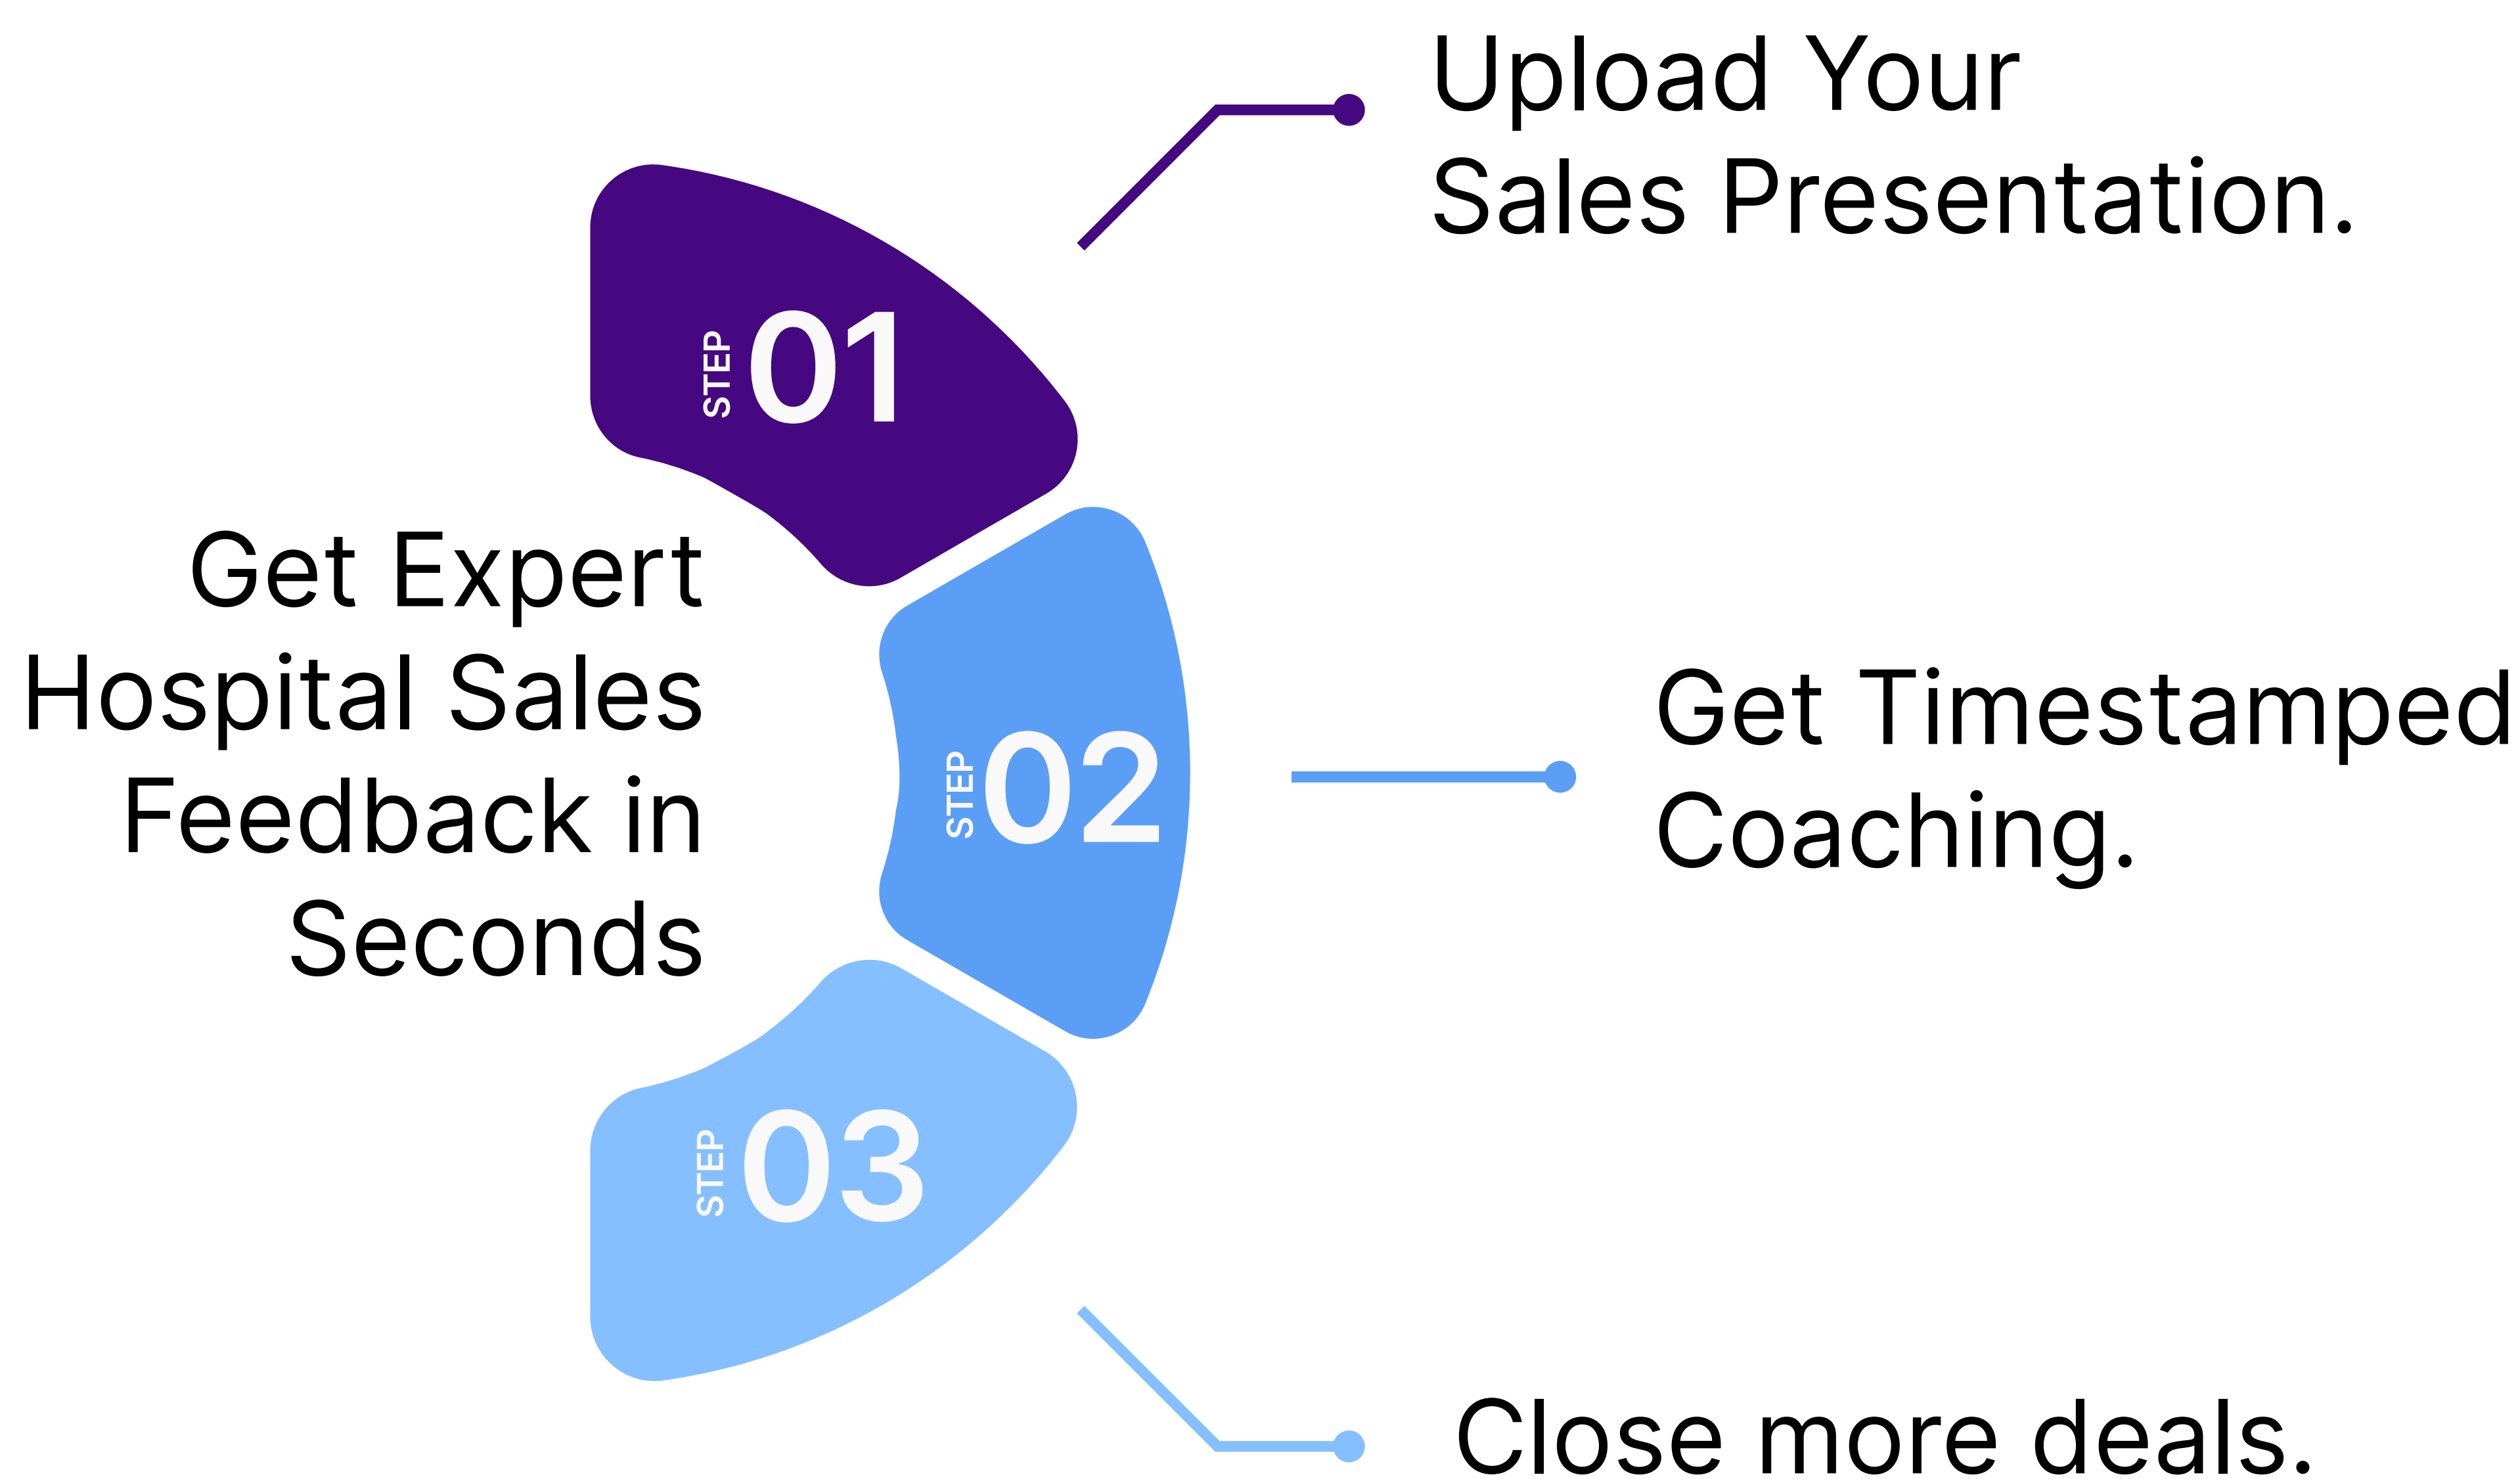 Get Expert
Hospital Sales
Feedback in
Seconds
STEP 01
Upload Your
Sales Presentation.
STEP 02
Get Timestamped
Coaching.
STEP 03
Close more deals.